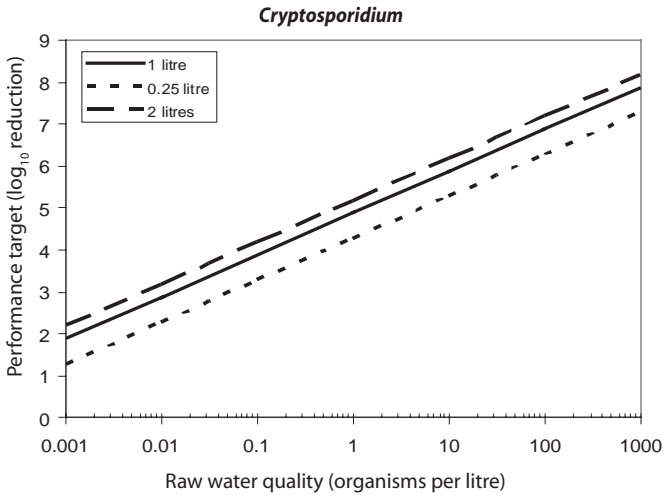 Cryptosporidium
9
8
7
6
5
4
3
2
1
0
1 litre
0.25 litre
2 litres
Performance target (log10 reduction)
0.001 0.01 0.1 1 10 100 1000
Raw water quality (organisms per litre)